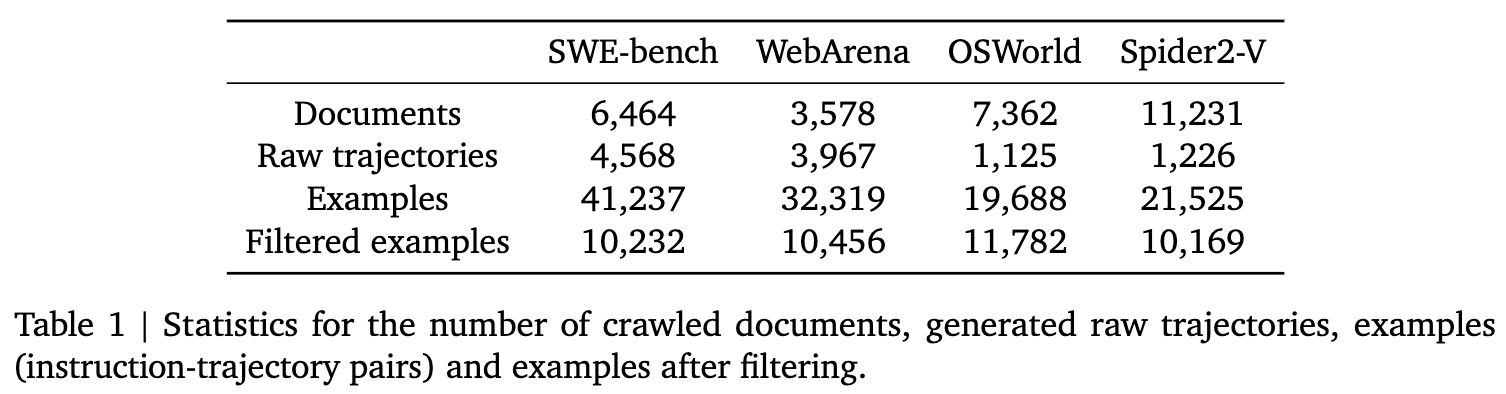 SWE-bench WebArena OSWorld Spider2-V
Documents 6,464 3,578 7,362 11,231
Raw trajectories 4,568 3,967 1,125 1,226
Examples 41,237 32,319 19,688 21,525
Filtered examples 10,232 10,456 11,782 10,169
Table 1 | Statistics for the number of crawled documents, generated raw trajectories, examples
(instruction-trajectory pairs) and examples after filtering.